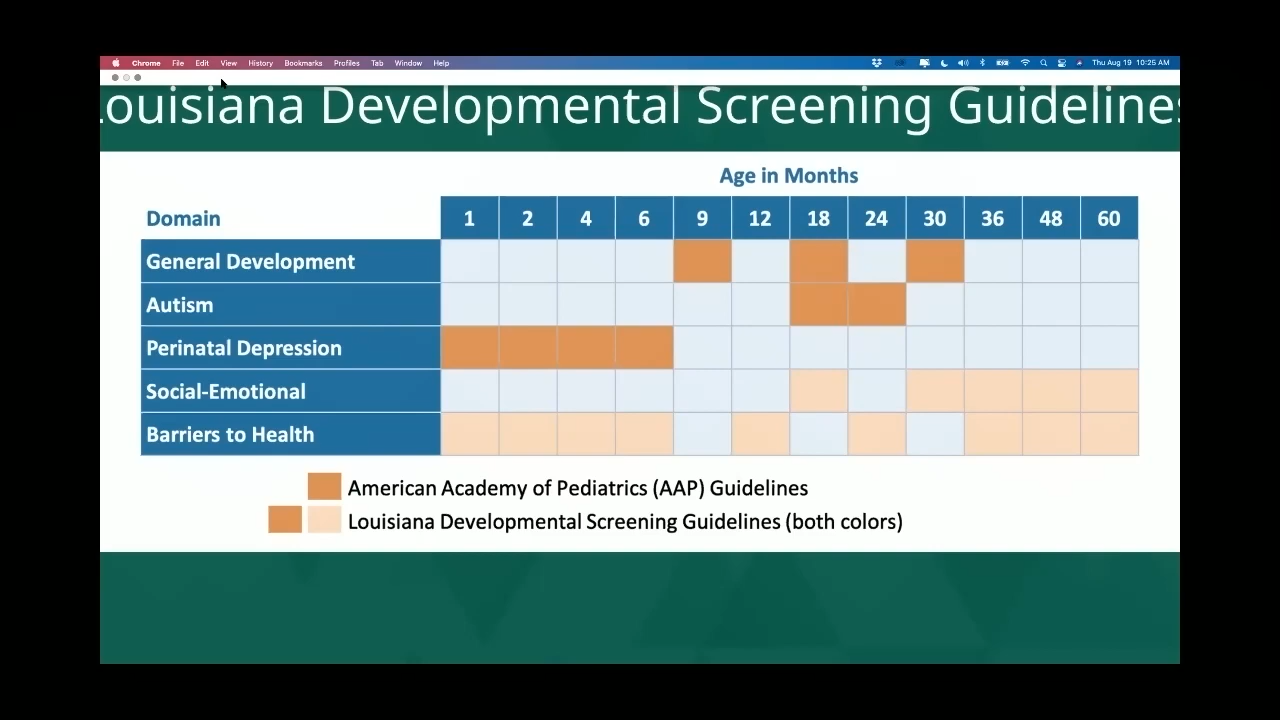 Chrome File Edit View History Bookmarks Profiles Tab Window Help Thu Aug 19 10:25 AM
ouisiana Developmental Screening Guidelines
Age in Months
Domain 1 2 4 6 9 12 18 24 30 36 48 60
General Development
Autism
Perinatal Depression
Social-Emotional
Barriers to Health
American Academy of Pediatrics (AAP) Guidelines
Louisiana Developmental Screening Guidelines (both colors)